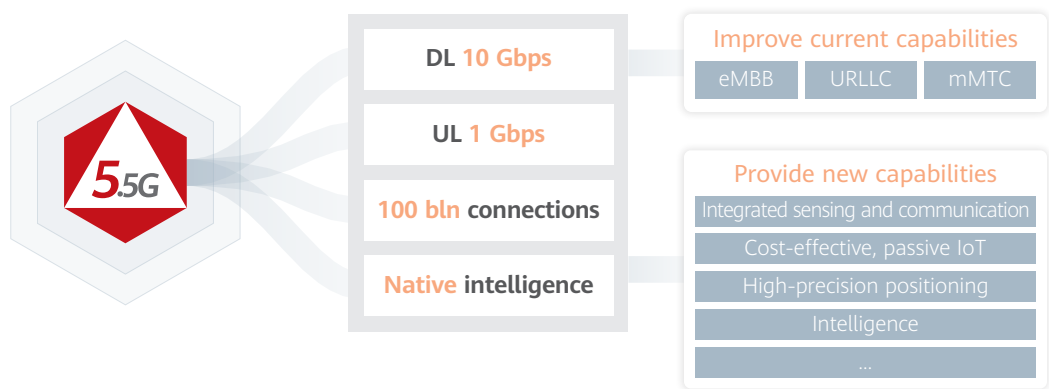 5.5G
DL 10 Gbps
UL 1 Gbps
100 bln connections
Native intelligence
Improve current capabilities
eMBB URLLC mMTC
Provide new capabilities
Integrated sensing and communication
Cost-effective, passive IoT
High-precision positioning
Intelligence
...